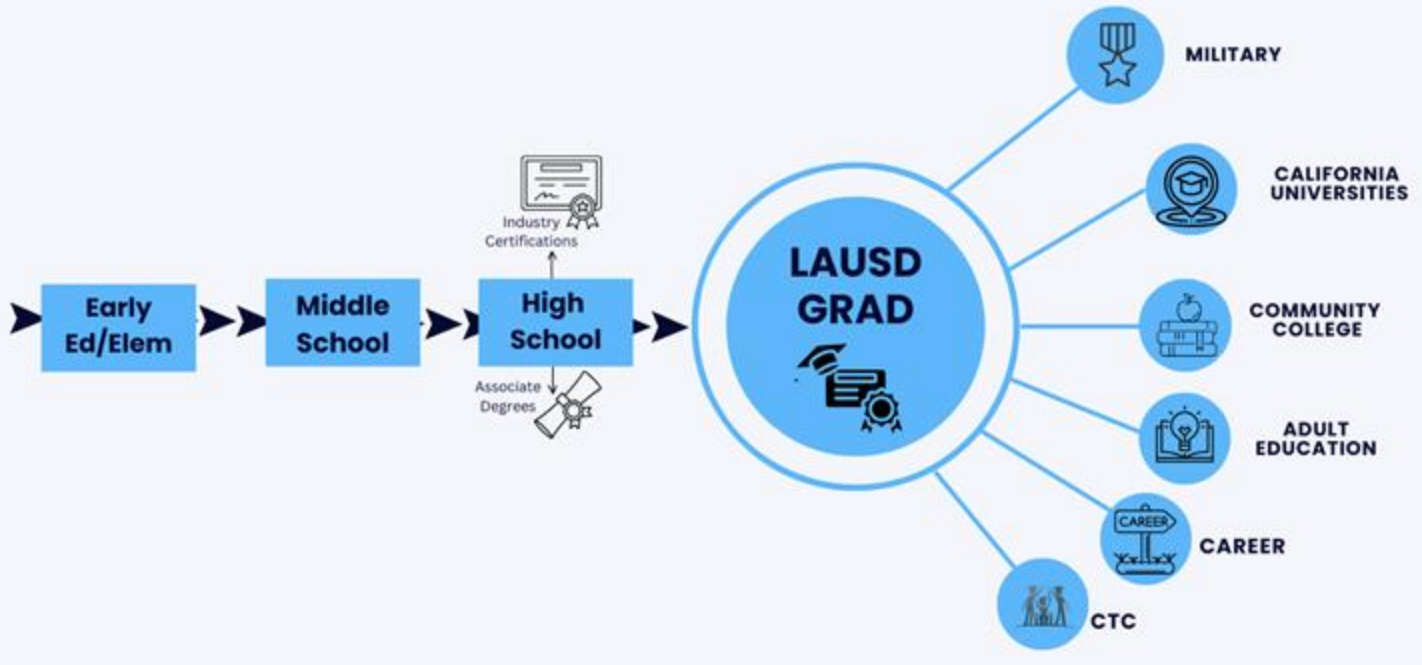 Early
Ed/Elem
Middle
School
Industry
Certifications
High
School
Associate
Degrees
LAUSD
GRAD
MILITARY
CALIFORNIA
UNIVERSITIES
COMMUNITY
COLLEGE
ADULT
EDUCATION
CAREER
CAREER
CTC